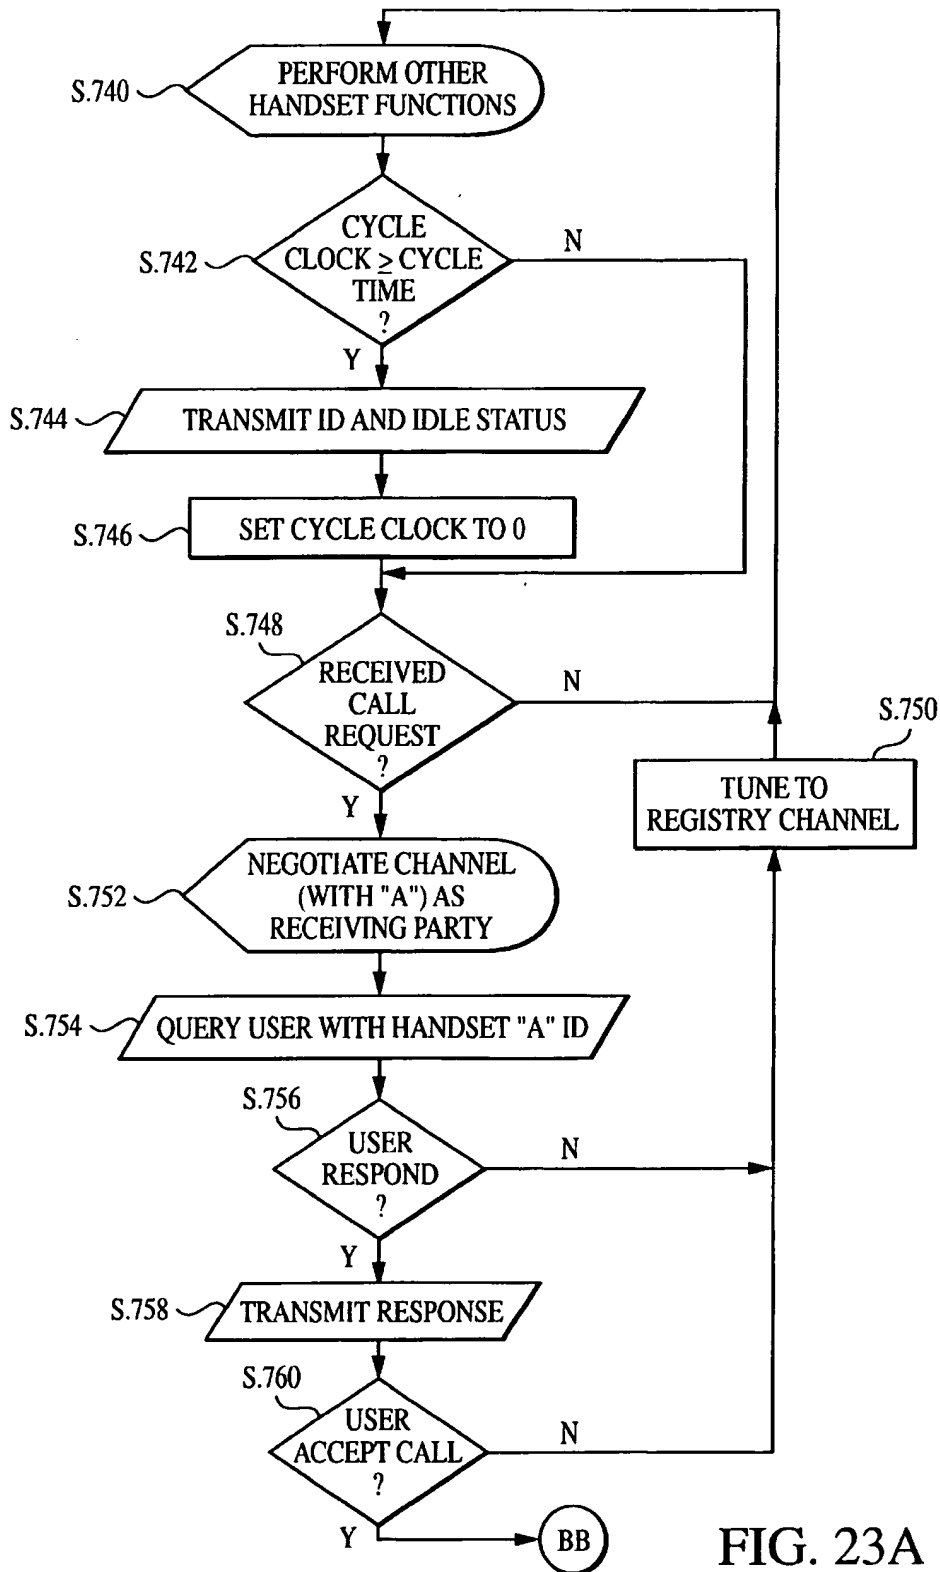 S.740
PERFORM OTHER
HANDSET FUNCTIONS
S.742
CYCLE
CLOCK ≥ CYCLE
TIME
?
N
Y
S.744
TRANSMIT ID AND IDLE STATUS
S.746
SET CYCLE CLOCK TO 0
S.748
RECEIVED
CALL
REQUEST
?
N
Y
S.750
TUNE TO
REGISTRY CHANNEL
S.752
NEGOTIATE CHANNEL
(WITH "A") AS
RECEIVING PARTY
S.754
QUERY USER WITH HANDSET "A" ID
S.756
USER
RESPOND
?
N
Y
S.758
TRANSMIT RESPONSE
S.760
USER
ACCEPT CALL
?
N
Y
BB
FIG. 23A